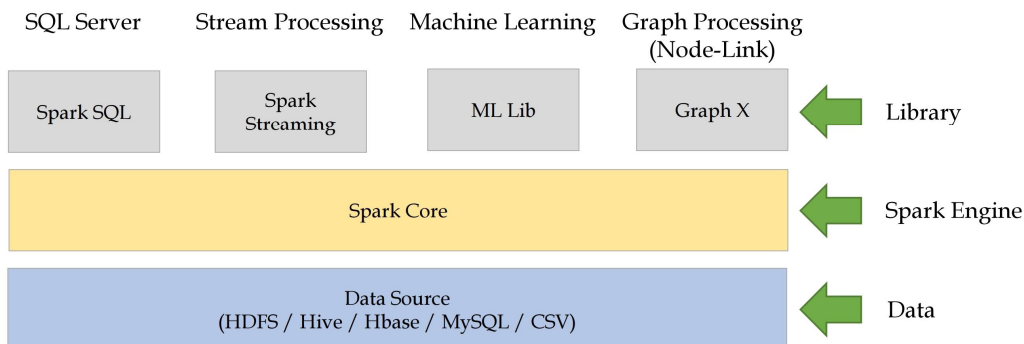 SQL Server
Stream Processing
Machine Learning
Graph Processing
(Node-Link)
Spark SQL
Spark
Streaming
ML Lib
Graph X
Library
Spark Core
Spark Engine
Data Source
(HDFS / Hive / Hbase / MySQL / CSV)
Data